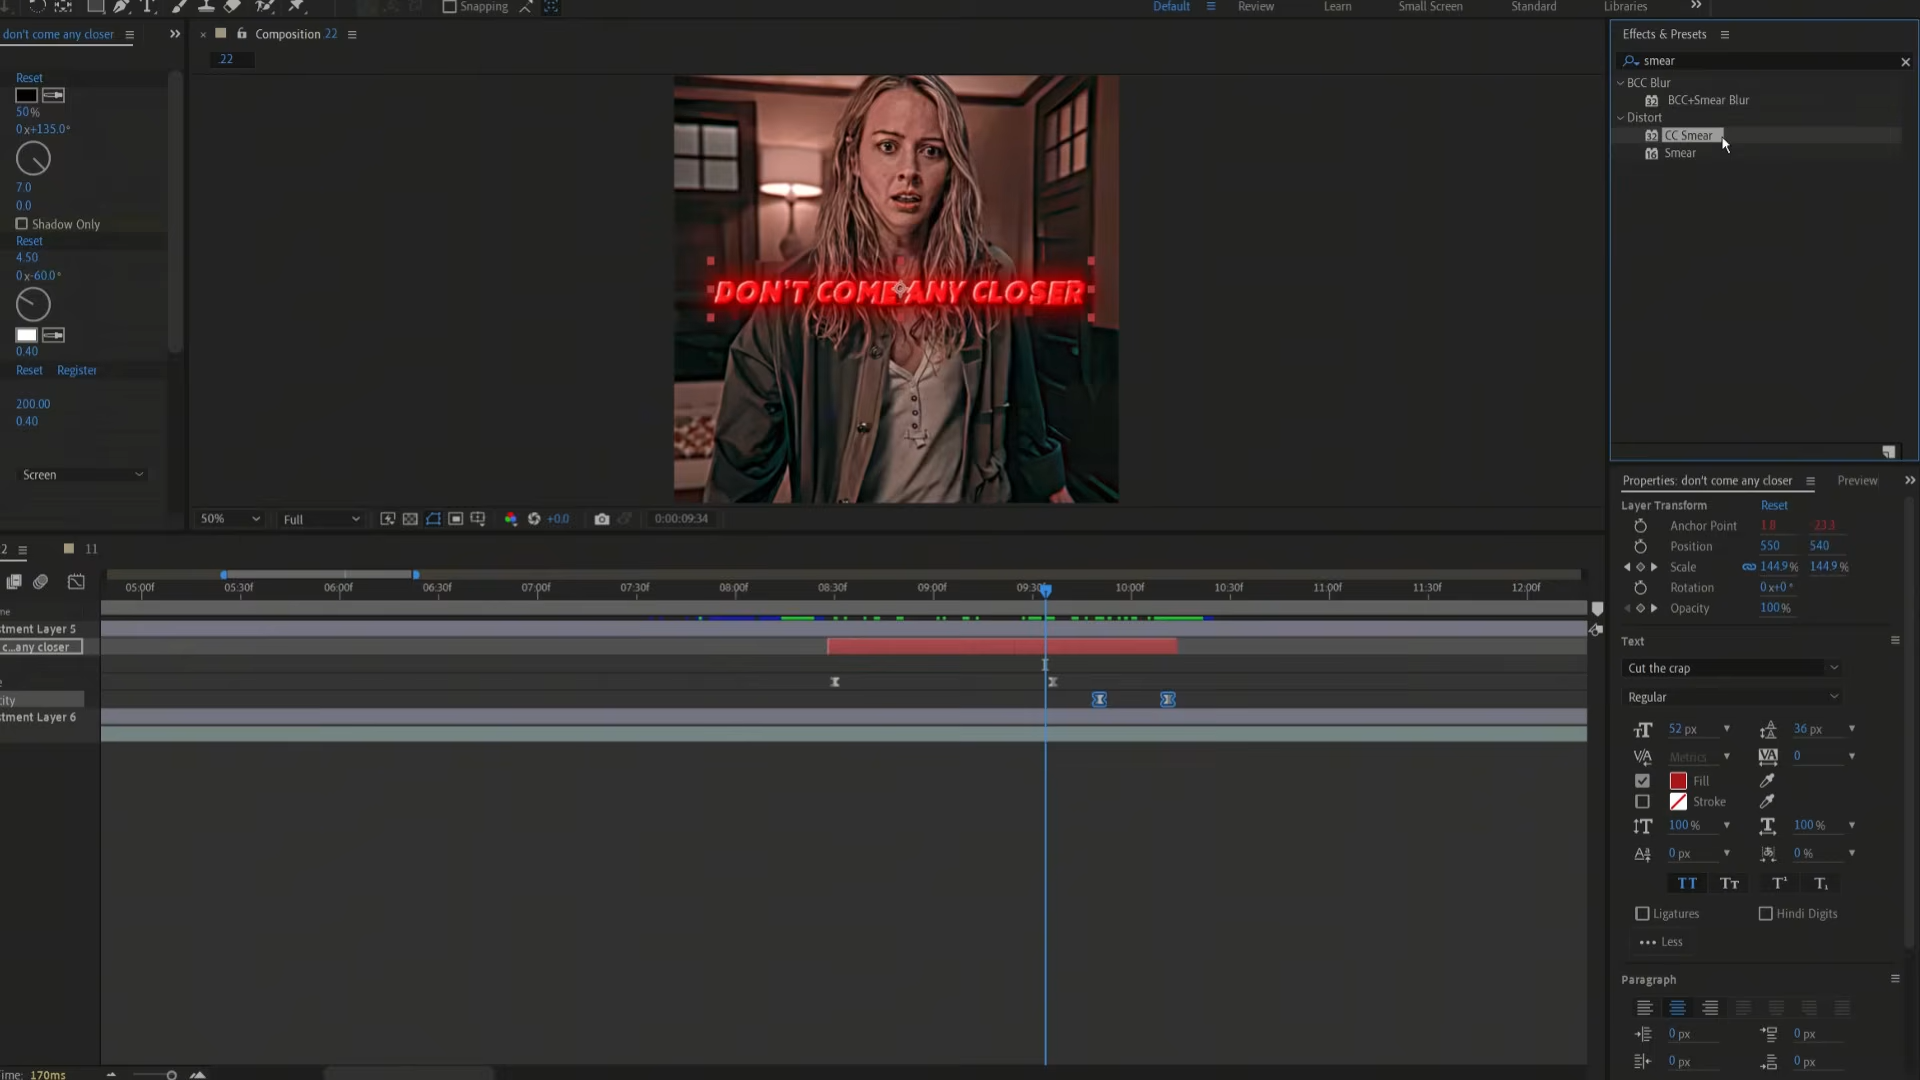 Snapping
Default
Review
Learn
Small Screen
Standard
Libraries
don't come any closer
Composition .22
.22
Reset
50%
0x+135.0°
7.0
0.0
Shadow Only
Reset
4.50
0x-60.0°
0.40
Reset Register
200.00
0.40
Screen
DON'T COME ANY CLOSER
50%
Full
+0.0
0:00:09:34
Effects & Presets
smear
BCC Blur
BCC+Smear Blur
Distort
CC Smear
Smear
Properties: don't come any closer
Preview
Layer Transform Reset
Anchor Point 1.8 -23.3
Position 550 540
Scale 144.9% 144.9%
Rotation 0x+0°
Opacity 100%
Text
Cut the crap
Regular
52 px 36 px
Metrics 0
Fill
Stroke
100% 100%
0 px 0%
TT Tt T¹ T₁
Ligatures Hindi Digits
Less
Paragraph
0 px 0 px
0 px 0 px
2 11
05:00f 05:30f 06:00f 06:30f 07:00f 07:30f 08:00f 08:30f 09:00f 09:30f 10:00f 10:30f 11:00f 11:30f 12:00f
me
tment Layer 5
c...any closer
e
city
tment Layer 6
ime: 170ms